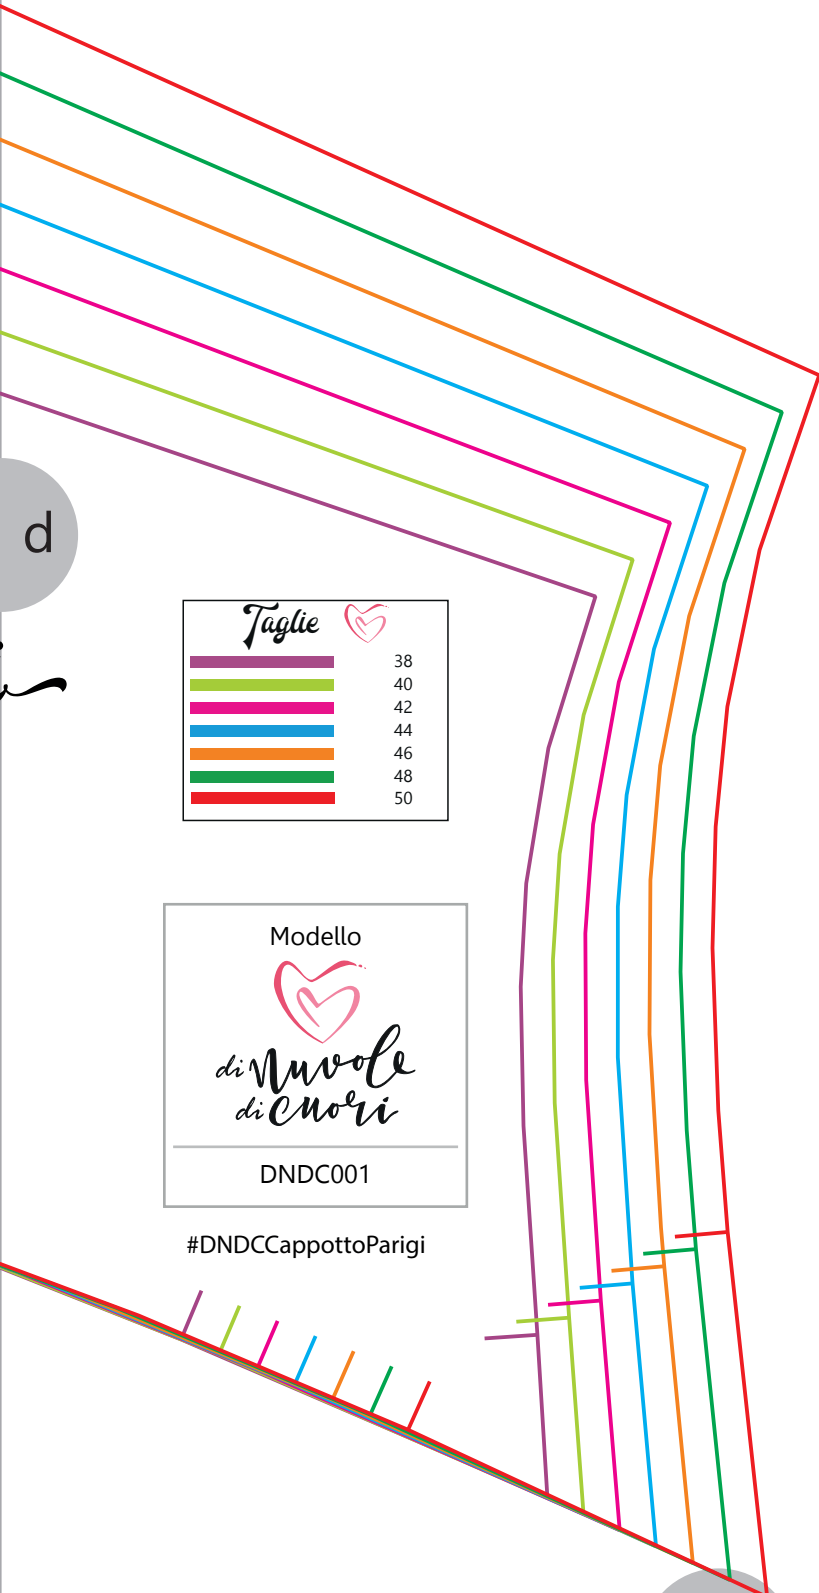 d
Taglie
38
40
42
44
46
48
50
Modello
di Nuvole
di Cuori
DNDC001
#DNDCCappottoParigi